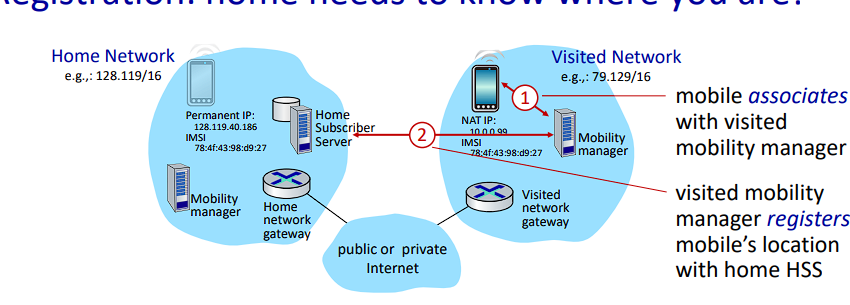 Registration: home needs to know where you are!
Home Network
e.g.,: 128.119/16
Permanent IP:
128.119.40.186
IMSI
78:4f:43:98:d9:27
Home
Subscriber
Server
Mobility
manager
Home
network
gateway
public or private
Internet
Visited Network
e.g.,: 79.129/16
1
NAT IP:
10.0.0.99
IMSI
78:4f:43:98:d9:27
2
Mobility
manager
Visited
network
gateway
mobile associates
with visited
mobility manager
visited mobility
manager registers
mobile's location
with home HSS